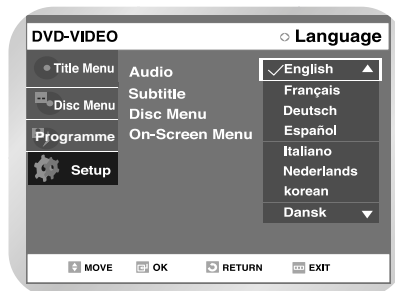 DVD-VIDEO
Language
Title Menu
Disc Menu
Programme
Setup
Audio
Subtitle
Disc Menu
On-Screen Menu
English
Français
Deutsch
Español
Italiano
Nederlands
korean
Dansk
MOVE OK RETURN EXIT